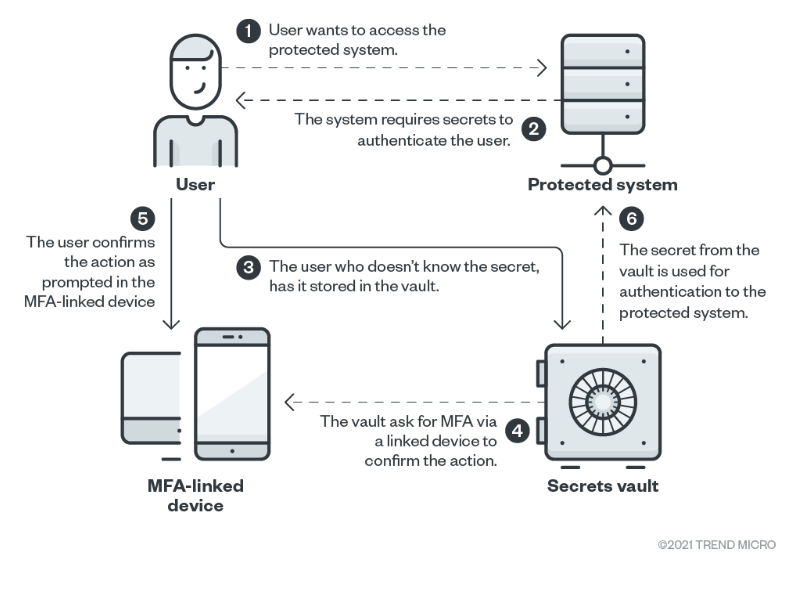 1 User wants to access the
protected system.
The system requires secrets to
authenticate the user. 2
User
Protected system
5
The user confirms
the action as
prompted in the
MFA-linked device
3 The user who doesn’t know the secret,
has it stored in the vault.
6
The secret from the
vault is used for
authentication to the
protected system.
The vault ask for MFA via
a linked device to
confirm the action. 4
MFA-linked
device
Secrets vault
©2021 TREND MICRO